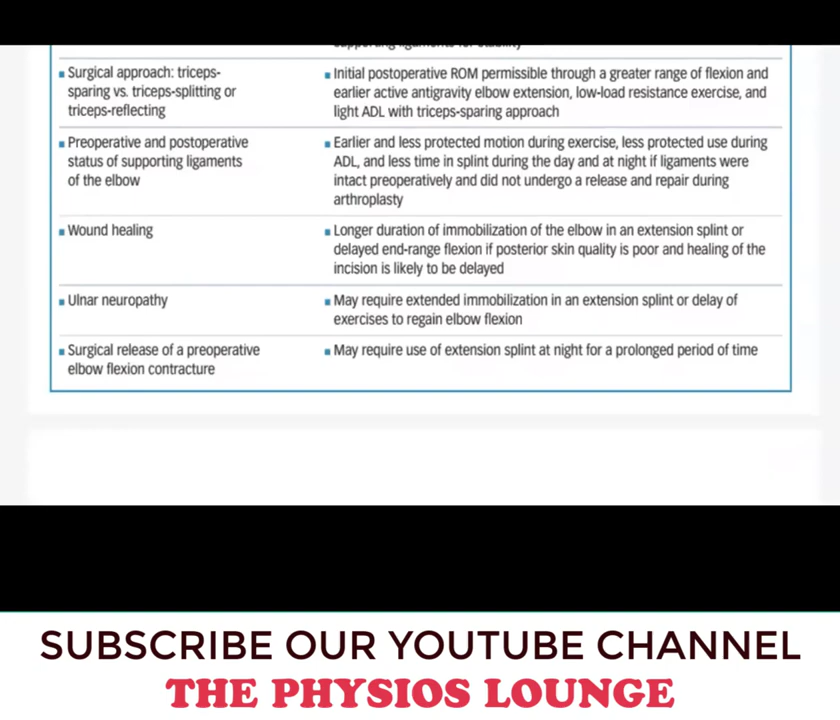 supporting ligaments for stability
▪ Surgical approach: triceps-
sparing vs. triceps-splitting or
triceps-reflecting
▪ Initial postoperative ROM permissible through a greater range of flexion and
earlier active antigravity elbow extension, low-load resistance exercise, and
light ADL with triceps-sparing approach
▪ Preoperative and postoperative
status of supporting ligaments
of the elbow
▪ Earlier and less protected motion during exercise, less protected use during
ADL, and less time in splint during the day and at night if ligaments were
intact preoperatively and did not undergo a release and repair during
arthroplasty
▪ Wound healing
▪ Longer duration of immobilization of the elbow in an extension splint or
delayed end-range flexion if posterior skin quality is poor and healing of the
incision is likely to be delayed
▪ Ulnar neuropathy
▪ May require extended immobilization in an extension splint or delay of
exercises to regain elbow flexion
▪ Surgical release of a preoperative
elbow flexion contracture
▪ May require use of extension splint at night for a prolonged period of time
SUBSCRIBE OUR YOUTUBE CHANNEL
THE PHYSIOS LOUNGE